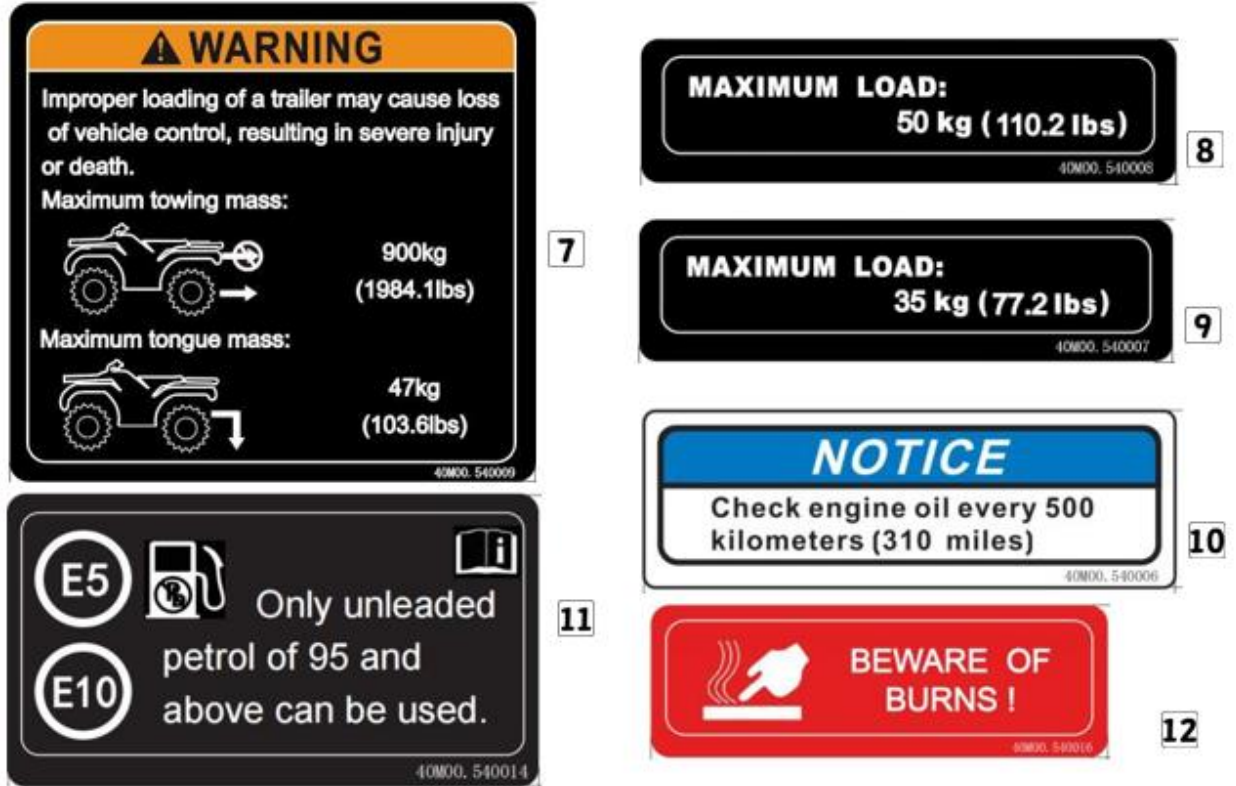 WARNING
Improper loading of a trailer may cause loss
of vehicle control, resulting in severe injury
or death.
Maximum towing mass:
900kg
(1984.1lbs)
Maximum tongue mass:
47kg
(103.6lbs)
40M00.540009
7
MAXIMUM LOAD:
50 kg (110.2 lbs)
40M00.540008
8
MAXIMUM LOAD:
35 kg (77.2 lbs)
40M00.540007
9
NOTICE
Check engine oil every 500
kilometers (310 miles)
40M00.540006
10
E5
E10
Only unleaded
petrol of 95 and
above can be used.
40M00.540014
11
BEWARE OF
BURNS !
40M00.540016
12